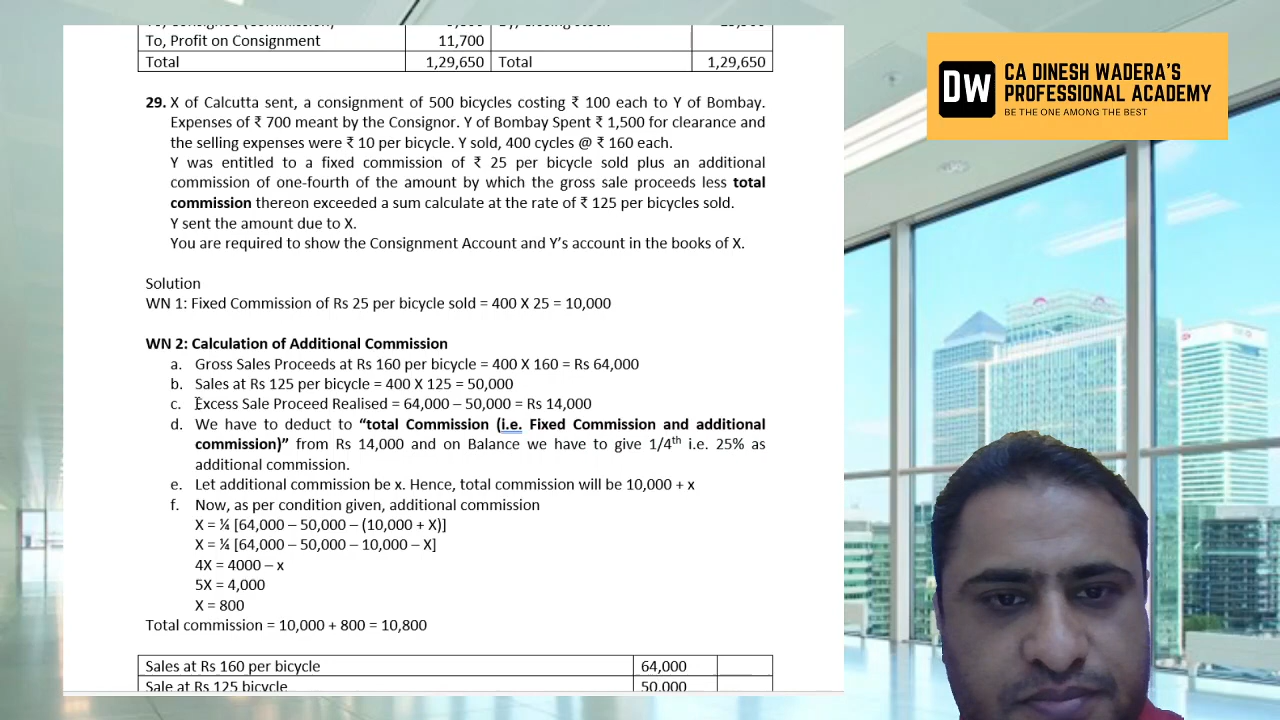 To, Profit on Consignment 11,700
Total 1,29,650 Total 1,29,650
29. X of Calcutta sent, a consignment of 500 bicycles costing ₹ 100 each to Y of Bombay.
Expenses of ₹ 700 meant by the Consignor. Y of Bombay Spent ₹ 1,500 for clearance and
the selling expenses were ₹ 10 per bicycle. Y sold, 400 cycles @ ₹ 160 each.
Y was entitled to a fixed commission of ₹ 25 per bicycle sold plus an additional
commission of one-fourth of the amount by which the gross sale proceeds less total
commission thereon exceeded a sum calculate at the rate of ₹ 125 per bicycles sold.
Y sent the amount due to X.
You are required to show the Consignment Account and Y's account in the books of X.
Solution
WN 1: Fixed Commission of Rs 25 per bicycle sold = 400 X 25 = 10,000
WN 2: Calculation of Additional Commission
a. Gross Sales Proceeds at Rs 160 per bicycle = 400 X 160 = Rs 64,000
b. Sales at Rs 125 per bicycle = 400 X 125 = 50,000
c. Excess Sale Proceed Realised = 64,000 – 50,000 = Rs 14,000
d. We have to deduct to “total Commission (i.e. Fixed Commission and additional
commission)” from Rs 14,000 and on Balance we have to give 1/4th i.e. 25% as
additional commission.
e. Let additional commission be x. Hence, total commission will be 10,000 + x
f. Now, as per condition given, additional commission
X = ¼ [64,000 – 50,000 – (10,000 + X)]
X = ¼ [64,000 – 50,000 – 10,000 – X]
4X = 4000 – x
5X = 4,000
X = 800
Total commission = 10,000 + 800 = 10,800
Sales at Rs 160 per bicycle 64,000
Sale at Rs 125 bicycle 50,000
DW
CA DINESH WADERA'S
PROFESSIONAL ACADEMY
BE THE ONE AMONG THE BEST